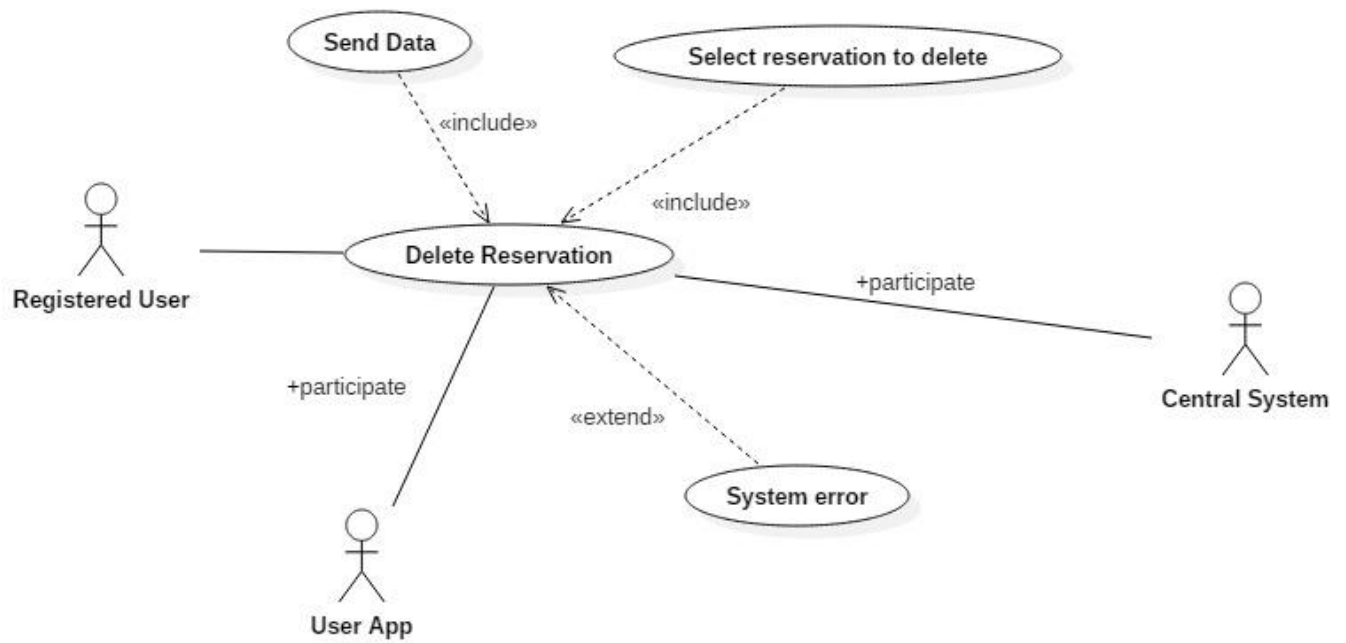 Send Data
Select reservation to delete
«include»
«include»
Delete Reservation
Registered User
+participate
+participate
Central System
«extend»
System error
User App